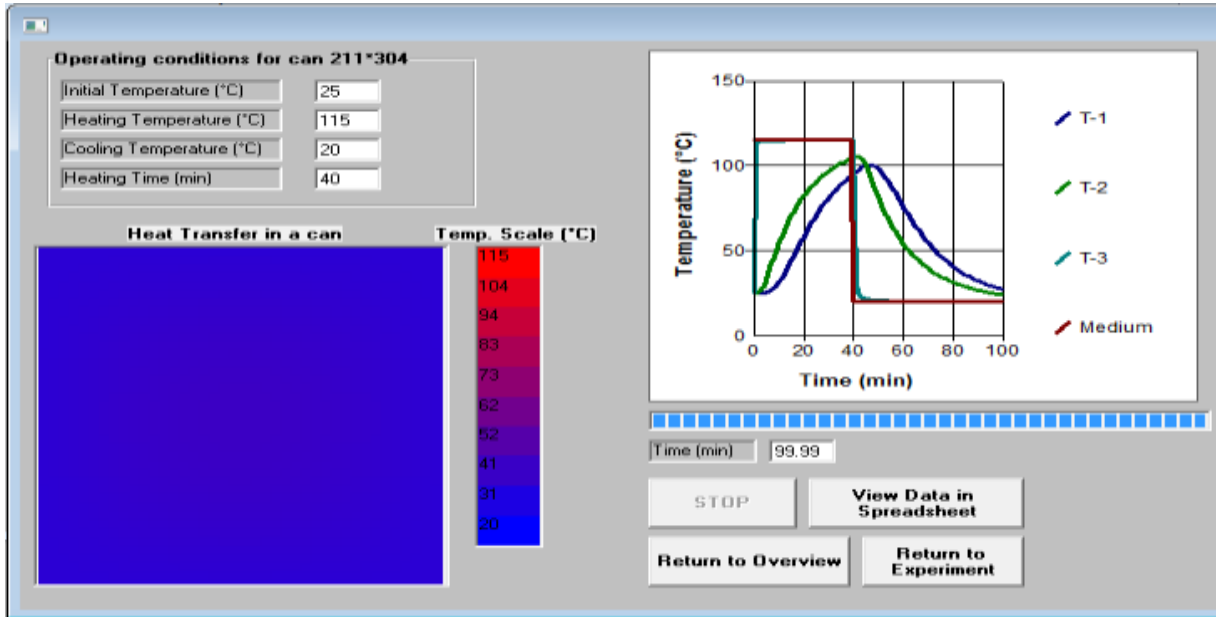 Operating conditions for can 211*304
Initial Temperature (°C) 25
Heating Temperature (°C) 115
Cooling Temperature (°C) 20
Heating Time (min) 40
Heat Transfer in a can
Temp. Scale (°C)
115
104
94
83
73
62
52
41
31
20
Temperature (°C)
150
100
50
0
0 20 40 60 80 100
Time (min)
T-1
T-2
T-3
Medium
Time (min) 99.99
STOP
View Data in
Spreadsheet
Return to Overview
Return to
Experiment